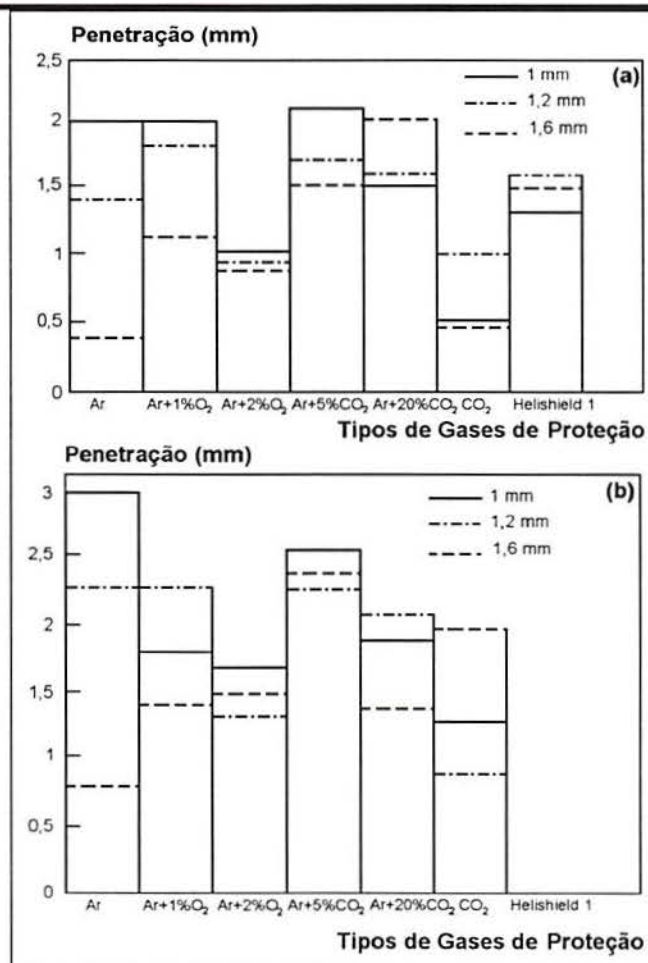 Penetração (mm)
2,5
2
1,5
1
0,5
0
1 mm
1,2 mm
1,6 mm
(a)
Ar Ar+1%O₂ Ar+2%O₂ Ar+5%CO₂ Ar+20%CO₂ CO₂ Helishield 1
Tipos de Gases de Proteção
Penetração (mm)
3
2,5
2
1,5
1
0,5
0
1 mm
1,2 mm
1,6 mm
(b)
Ar Ar+1%O₂ Ar+2%O₂ Ar+5%CO₂ Ar+20%CO₂ CO₂ Helishield 1
Tipos de Gases de Proteção